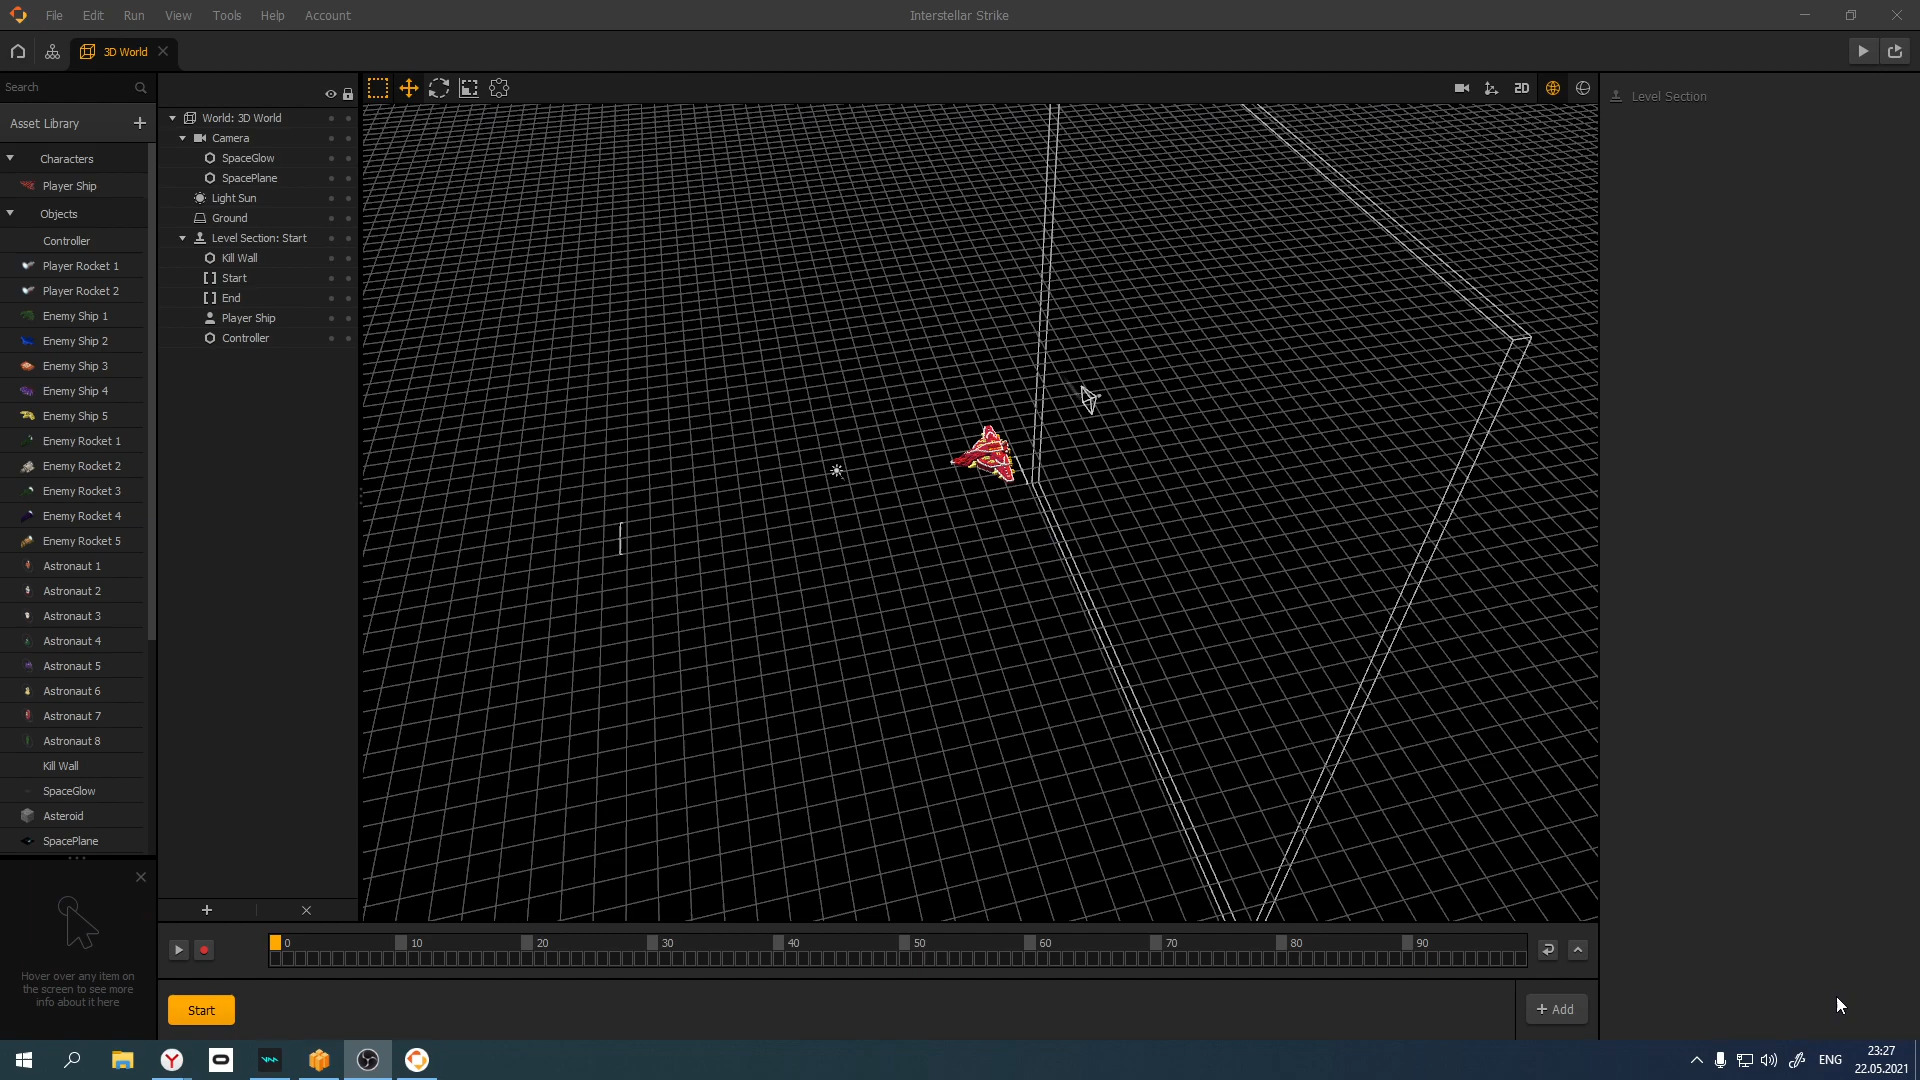 File Edit Run View Tools Help Account
Interstellar Strike
3D World
Search
Asset Library
Characters
Player Ship
Objects
Controller
Player Rocket 1
Player Rocket 2
Enemy Ship 1
Enemy Ship 2
Enemy Ship 3
Enemy Ship 4
Enemy Ship 5
Enemy Rocket 1
Enemy Rocket 2
Enemy Rocket 3
Enemy Rocket 4
Enemy Rocket 5
Astronaut 1
Astronaut 2
Astronaut 3
Astronaut 4
Astronaut 5
Astronaut 6
Astronaut 7
Astronaut 8
Kill Wall
SpaceGlow
Asteroid
SpacePlane
Hover over any item on
the screen to see more
info about it here
World: 3D World
Camera
SpaceGlow
SpacePlane
Light Sun
Ground
Level Section: Start
Kill Wall
Start
End
Player Ship
Controller
2D
Level Section
0 10 20 30 40 50 60 70 80 90
Start
+ Add
ENG
23:27
22.05.2021